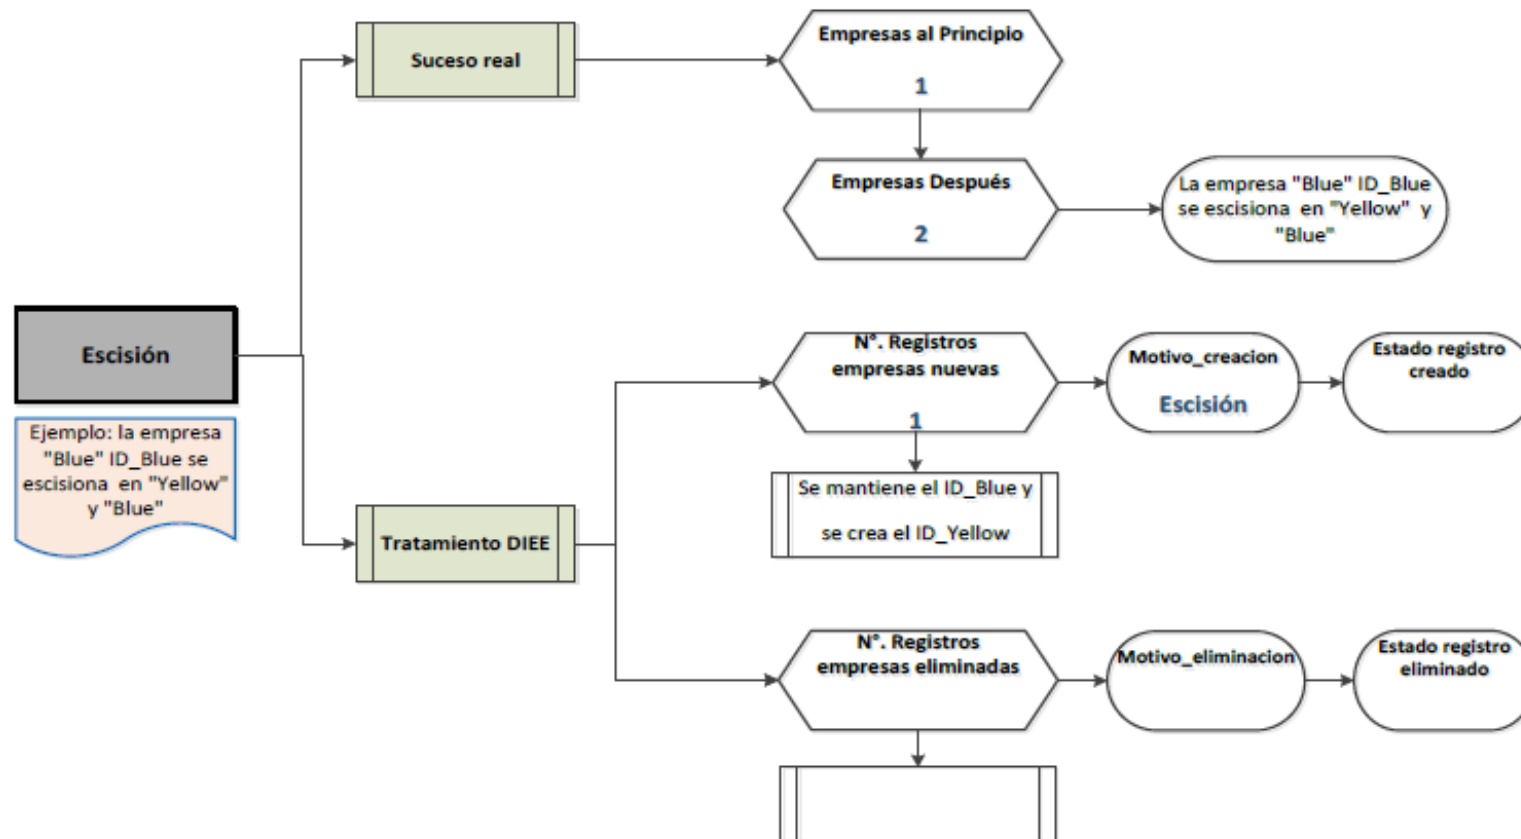 Suceso real
Empresas al Principio
1
Empresas Después
2
La empresa "Blue" ID_Blue
se escisiona en "Yellow" y
"Blue"
Escisión
Ejemplo: la empresa
"Blue" ID_Blue se
escisiona en "Yellow"
y "Blue"
Tratamiento DIEE
N°. Registros
empresas nuevas
1
Motivo_creacion
Escisión
Estado registro
creado
Se mantiene el ID_Blue y
se crea el ID_Yellow
N°. Registros
empresas eliminadas
Motivo_eliminacion
Estado registro
eliminado